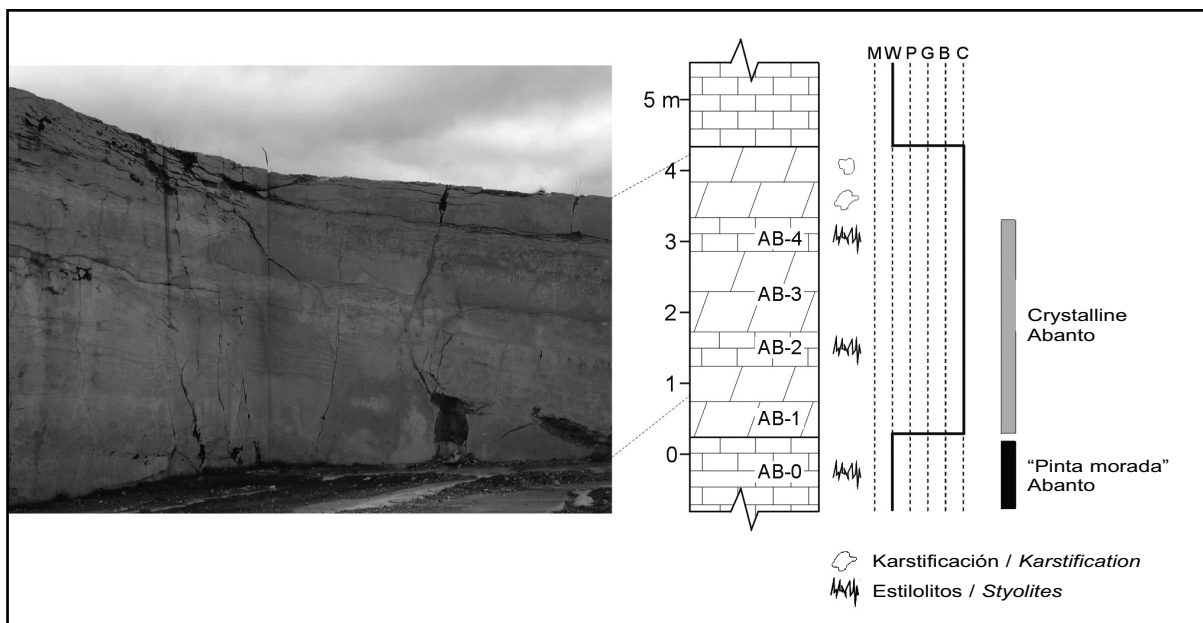 M W P G B C
5 m
4
3
2
1
0
AB-4
AB-3
AB-2
AB-1
AB-0
Crystalline
Abanto
“Pinta morada”
Abanto
Karstificación / Karstification
Estilolitos / Styolites